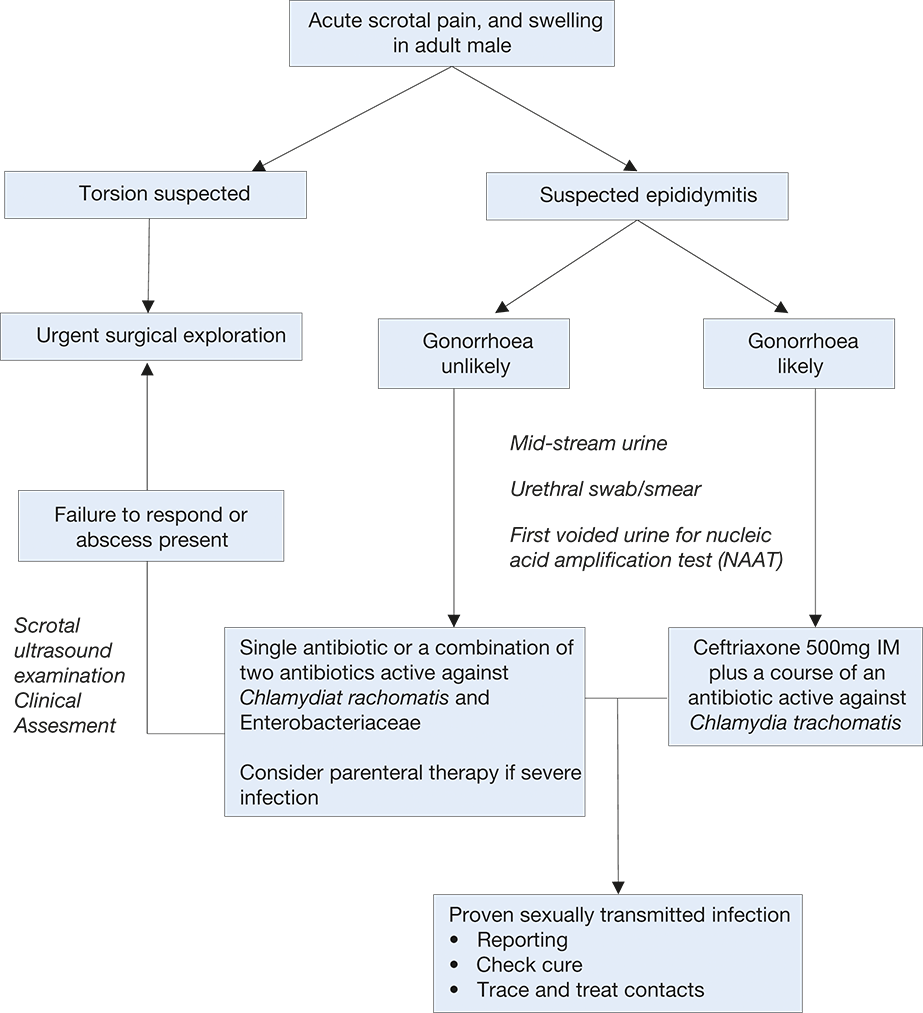 Acute scrotal pain, and swelling
in adult male
Torsion suspected
Suspected epididymitis
Urgent surgical exploration
Gonorrhoea
unlikely
Gonorrhoea
likely
Mid-stream urine
Urethral swab/smear
First voided urine for nucleic
acid amplification test (NAAT)
Failure to respond or
abscess present
Scrotal
ultrasound
examination
Clinical
Assesment
Single antibiotic or a combination of
two antibiotics active against
Chlamydiat rachomatis and
Enterobacteriaceae
Consider parenteral therapy if severe
infection
Ceftriaxone 500mg IM
plus a course of an
antibiotic active against
Chlamydia trachomatis
Proven sexually transmitted infection
• Reporting
• Check cure
• Trace and treat contacts